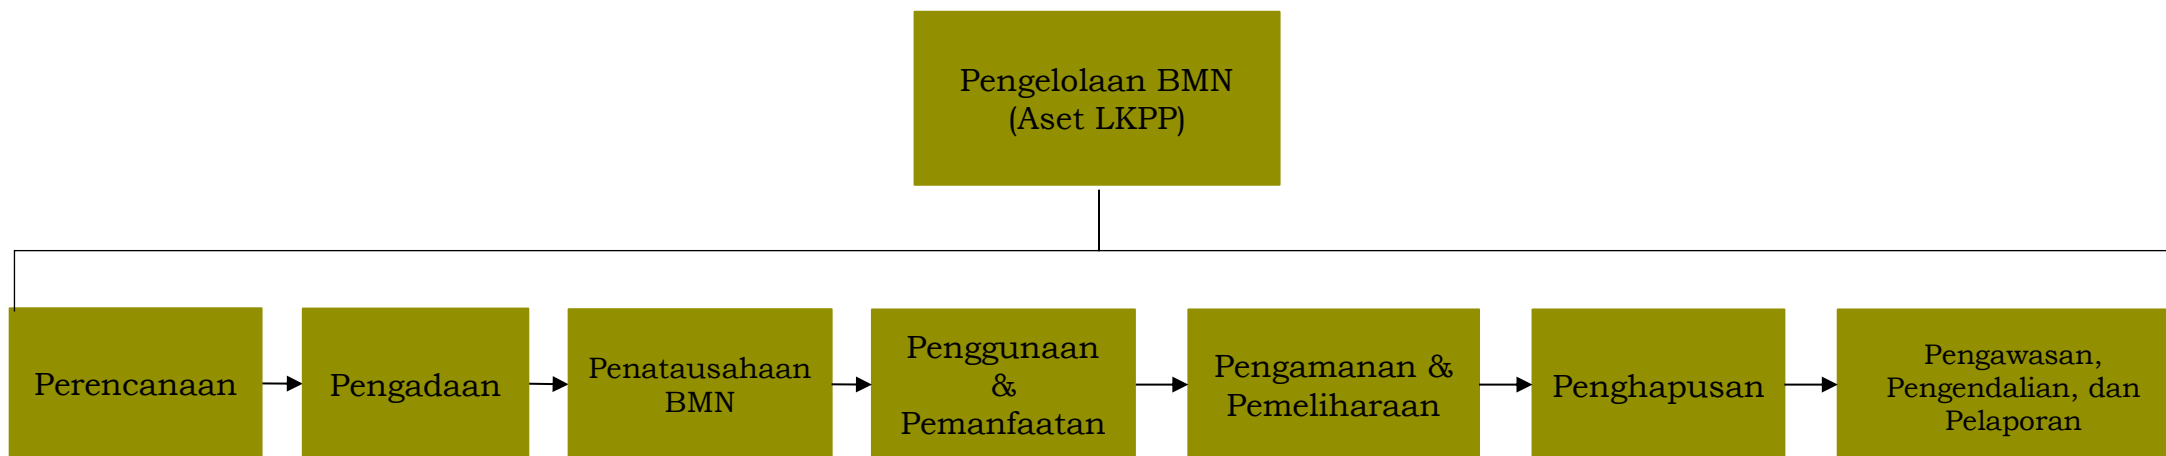 Pengelolaan BMN
(Aset LKPP)
Perencanaan
Pengadaan
Penatausahaan
BMN
Penggunaan
&
Pemanfaatan
Pengamanan &
Pemeliharaan
Penghapusan
Pengawasan,
Pengendalian, dan
Pelaporan